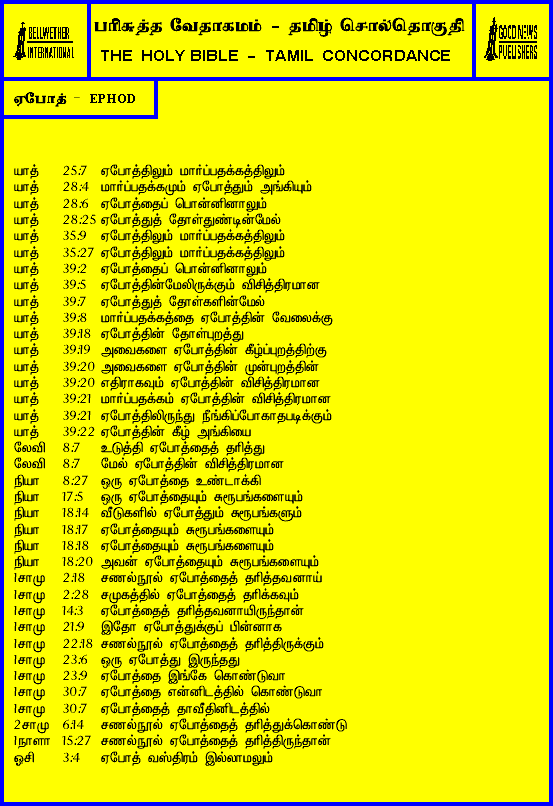 BELLWETHER
INTERNATIONAL
பரிசுத்த வேதாகமம் - தமிழ் சொல்தொகுதி
THE HOLY BIBLE - TAMIL CONCORDANCE
GOOD NEWS
PUBLISHERS
ஏபோத் - EPHOD
யாத் 25:7 ஏபோத்திலும் மார்ப்பதக்கத்திலும்
யாத் 28:4 மார்ப்பதக்கமும் ஏபோத்தும் அங்கியும்
யாத் 28:6 ஏபோத்தைப் பொன்னினாலும்
யாத் 28:25 ஏபோத்துத் தோள்துண்டின்மேல்
யாத் 35:9 ஏபோத்திலும் மார்ப்பதக்கத்திலும்
யாத் 35:27 ஏபோத்திலும் மார்ப்பதக்கத்திலும்
யாத் 39:2 ஏபோத்தைப் பொன்னினாலும்
யாத் 39:5 ஏபோத்தின்மேலிருக்கும் விசித்திரமான
யாத் 39:7 ஏபோத்துத் தோள்களின்மேல்
யாத் 39:8 மார்ப்பதக்கத்தை ஏபோத்தின் வேலைக்கு
யாத் 39:18 ஏபோத்தின் தோள்புறத்து
யாத் 39:19 அவைகளை ஏபோத்தின் கீழ்ப்புறத்திற்கு
யாத் 39:20 அவைகளை ஏபோத்தின் முன்புறத்தின்
யாத் 39:20 எதிராகவும் ஏபோத்தின் விசித்திரமான
யாத் 39:21 மார்ப்பதக்கம் ஏபோத்தின் விசித்திரமான
யாத் 39:21 ஏபோத்திலிருந்து நீங்கிப்போகாதபடிக்கும்
யாத் 39:22 ஏபோத்தின் கீழ் அங்கியை
லேவி 8:7 உடுத்தி ஏபோத்தைத் தரித்து
லேவி 8:7 மேல் ஏபோத்தின் விசித்திரமான
நியா 8:27 ஒரு ஏபோத்தை உண்டாக்கி
நியா 17:5 ஒரு ஏபோத்தையும் சுரூபங்களையும்
நியா 18:14 வீடுகளில் ஏபோத்தும் சுரூபங்களும்
நியா 18:17 ஏபோத்தையும் சுரூபங்களையும்
நியா 18:18 ஏபோத்தையும் சுரூபங்களையும்
நியா 18:20 அவன் ஏபோத்தையும் சுரூபங்களையும்
1சாமு 2:18 சணல்நூல் ஏபோத்தைத் தரித்தவனாய்
1சாமு 2:28 சமுகத்தில் ஏபோத்தைத் தரிக்கவும்
1சாமு 14:3 ஏபோத்தைத் தரித்தவனாயிருந்தான்
1சாமு 21:9 இதோ ஏபோத்துக்குப் பின்னாக
1சாமு 22:18 சணல்நூல் ஏபோத்தைத் தரித்திருக்கும்
1சாமு 23:6 ஒரு ஏபோத்து இருந்தது
1சாமு 23:9 ஏபோத்தை இங்கே கொண்டுவா
1சாமு 30:7 ஏபோத்தை என்னிடத்தில் கொண்டுவா
1சாமு 30:7 ஏபோத்தைத் தாவீதினிடத்தில்
2சாமு 6:14 சணல்நூல் ஏபோத்தைத் தரித்துக்கொண்டு
1நாளா 15:27 சணல்நூல் ஏபோத்தைத் தரித்திருந்தான்
ஓசி 3:4 ஏபோத் வஸ்திரம் இல்லாமலும்